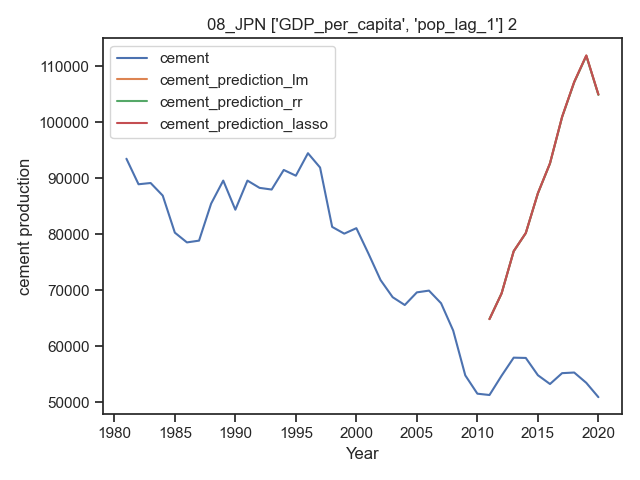 08_JPN ['GDP_per_capita', 'pop_lag_1'] 2
cement
cement_prediction_lm
cement_prediction_rr
cement_prediction_lasso
cement production
110000
100000
90000
80000
70000
60000
50000
1980 1985 1990 1995 2000 2005 2010 2015 2020
Year